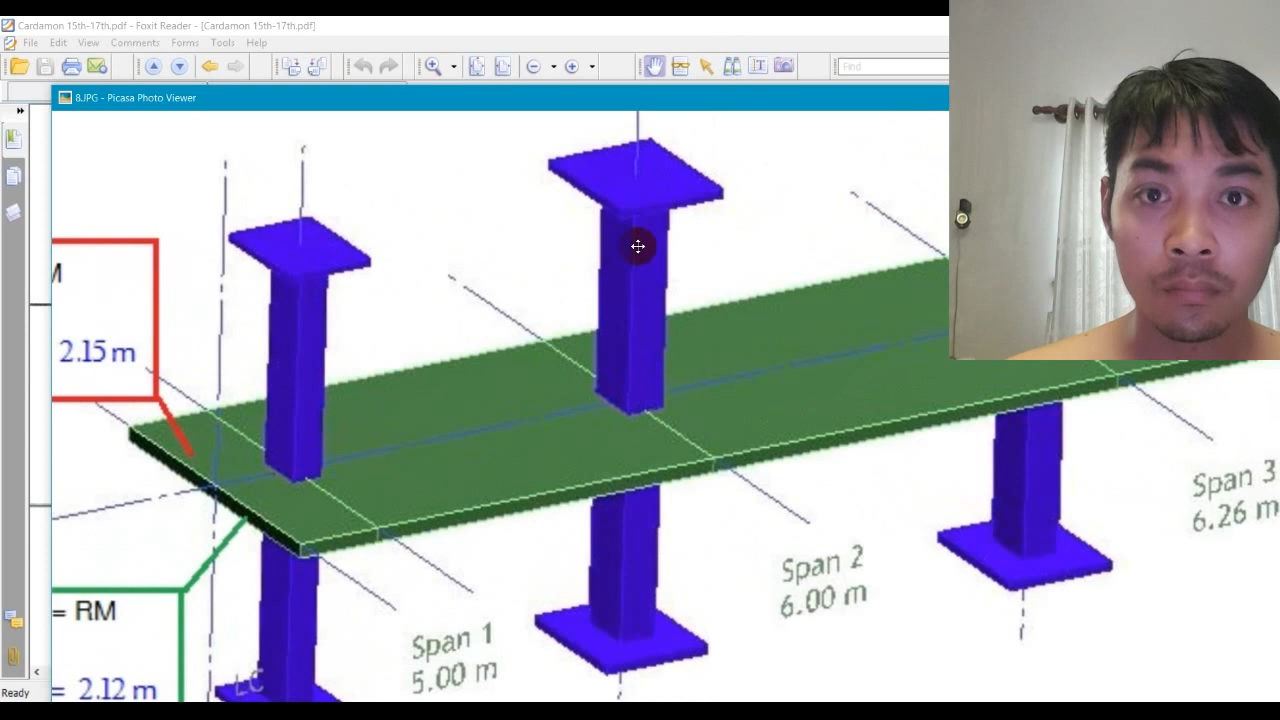 Cardamon 15th-17th.pdf - Foxit Reader - [Cardamon 15th-17th.pdf]
File Edit View Comments Forms Tools Help
Find
8.JPG - Picasa Photo Viewer
M
2.15 m
Span 3
6.26 m
Span 2
6.00 m
= RM
Span 1
5.00 m
LC
= 2.12 m
Ready